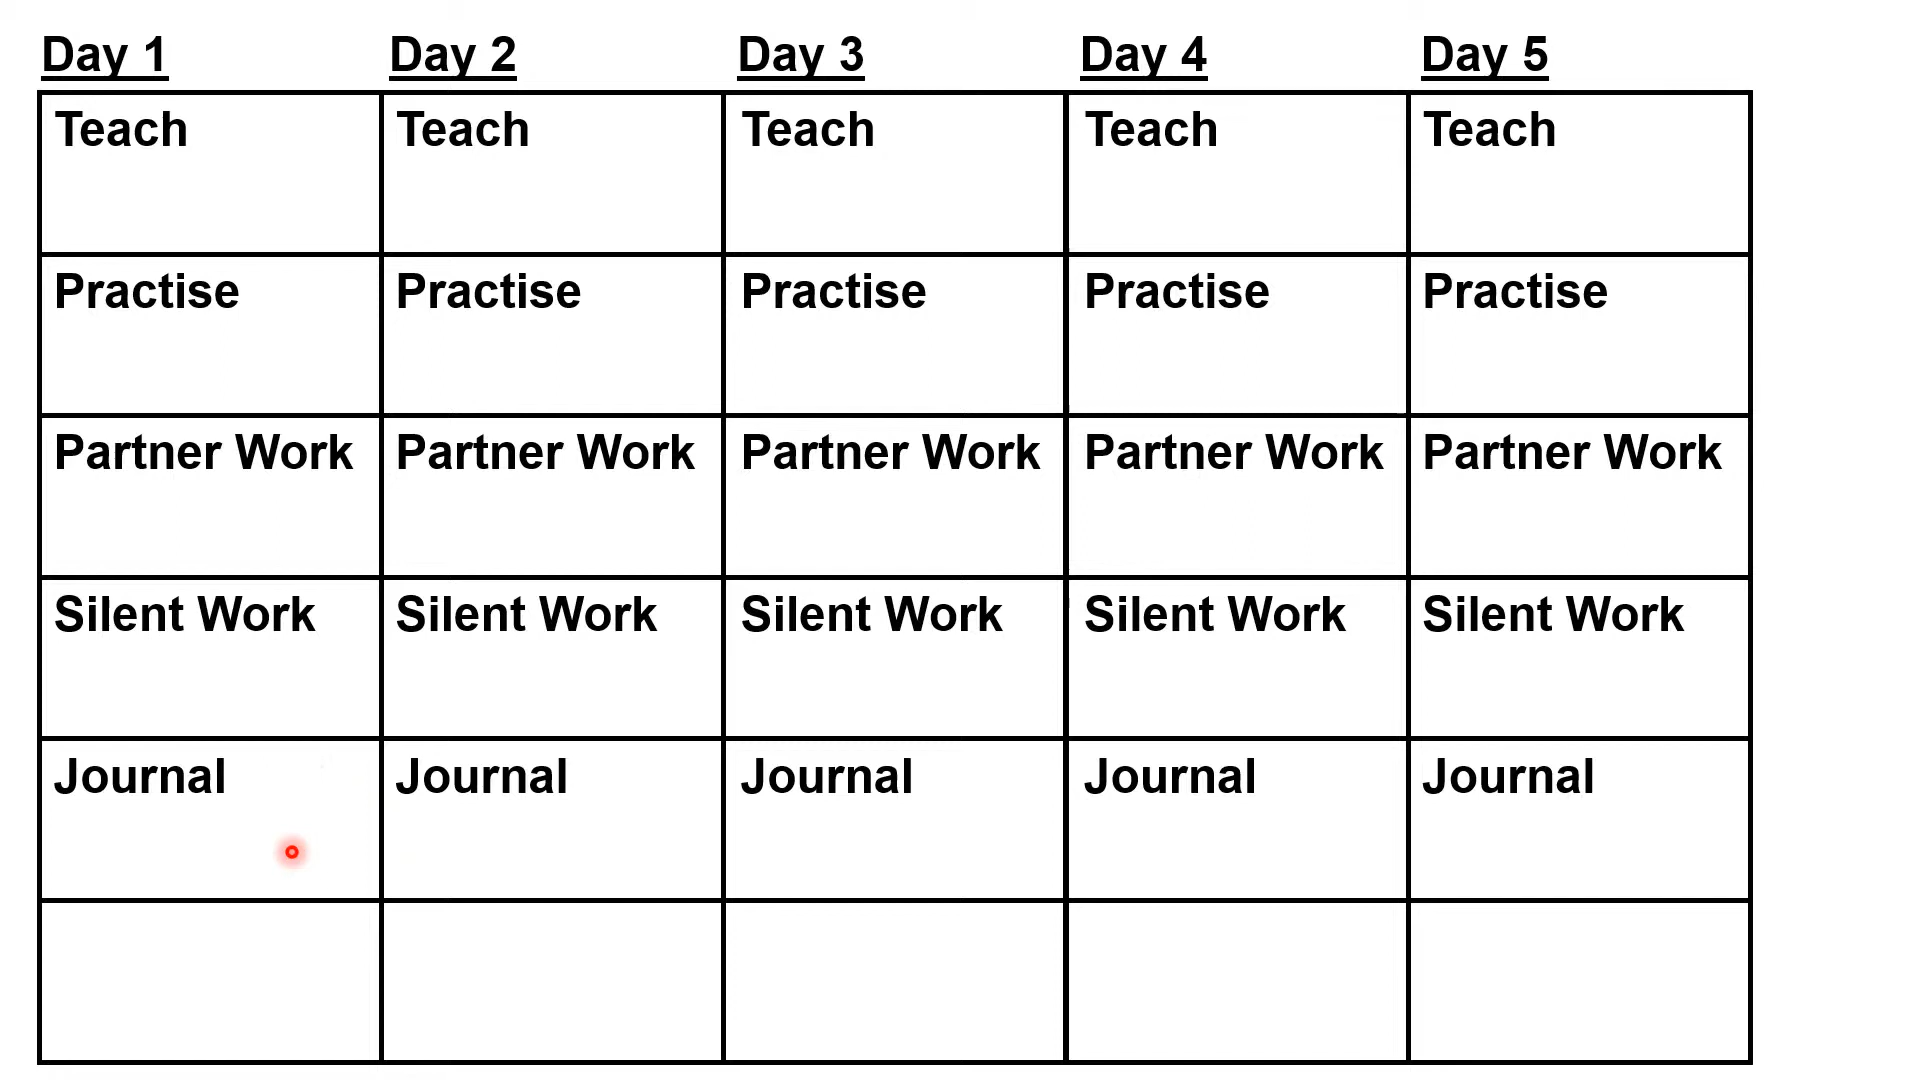 Day 1 Day 2 Day 3 Day 4 Day 5
Teach Teach Teach Teach Teach
Practise Practise Practise Practise Practise
Partner Work Partner Work Partner Work Partner Work Partner Work
Silent Work Silent Work Silent Work Silent Work Silent Work
Journal Journal Journal Journal Journal